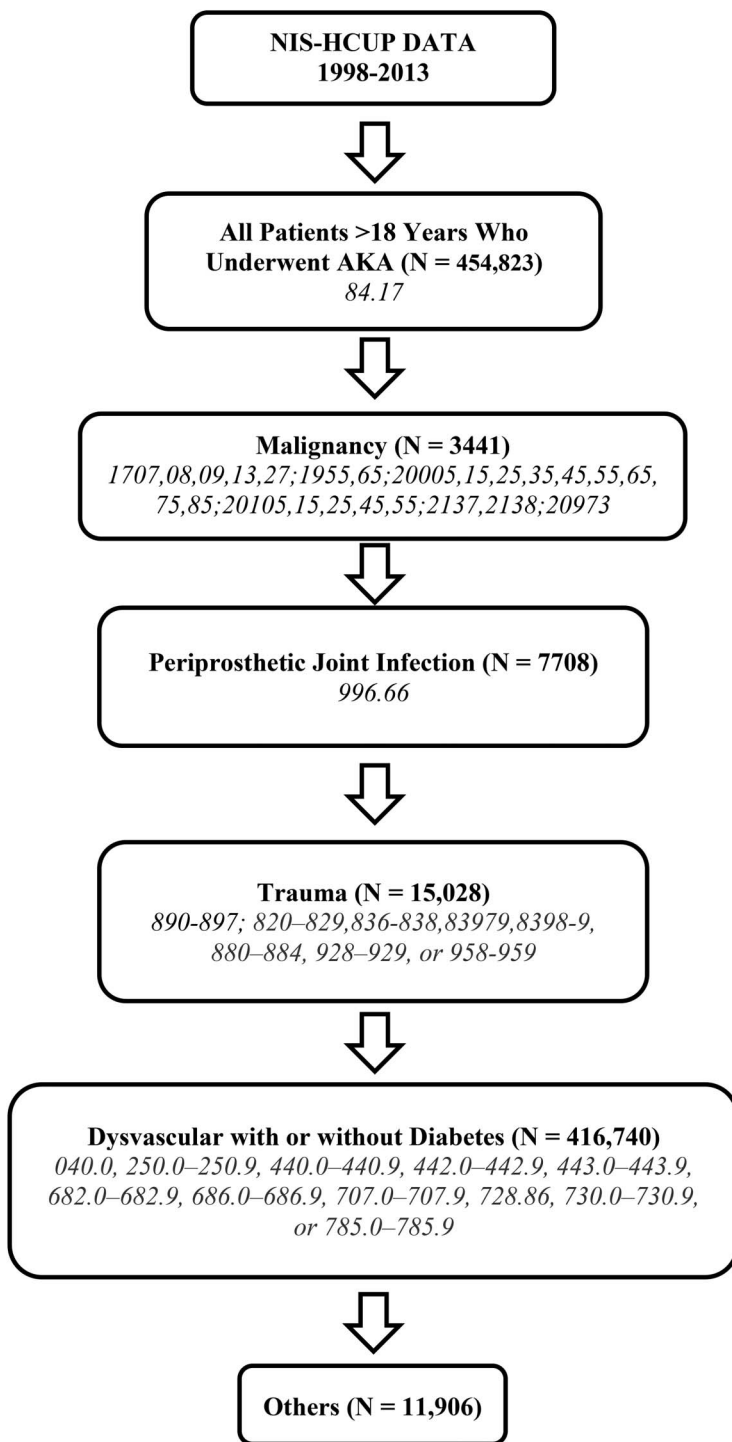 NIS-HCUP DATA
1998-2013
All Patients >18 Years Who
Underwent AKA (N = 454,823)
84.17
Malignancy (N = 3441)
1707,08,09,13,27;1955,65;20005,15,25,35,45,55,65,
75,85;20105,15,25,45,55;2137,2138;20973
Periprosthetic Joint Infection (N = 7708)
996.66
Trauma (N = 15,028)
890-897; 820–829,836-838,83979,8398-9,
880–884, 928–929, or 958-959
Dysvascular with or without Diabetes (N = 416,740)
040.0, 250.0–250.9, 440.0–440.9, 442.0–442.9, 443.0–443.9,
682.0–682.9, 686.0–686.9, 707.0–707.9, 728.86, 730.0–730.9,
or 785.0–785.9
Others (N = 11,906)